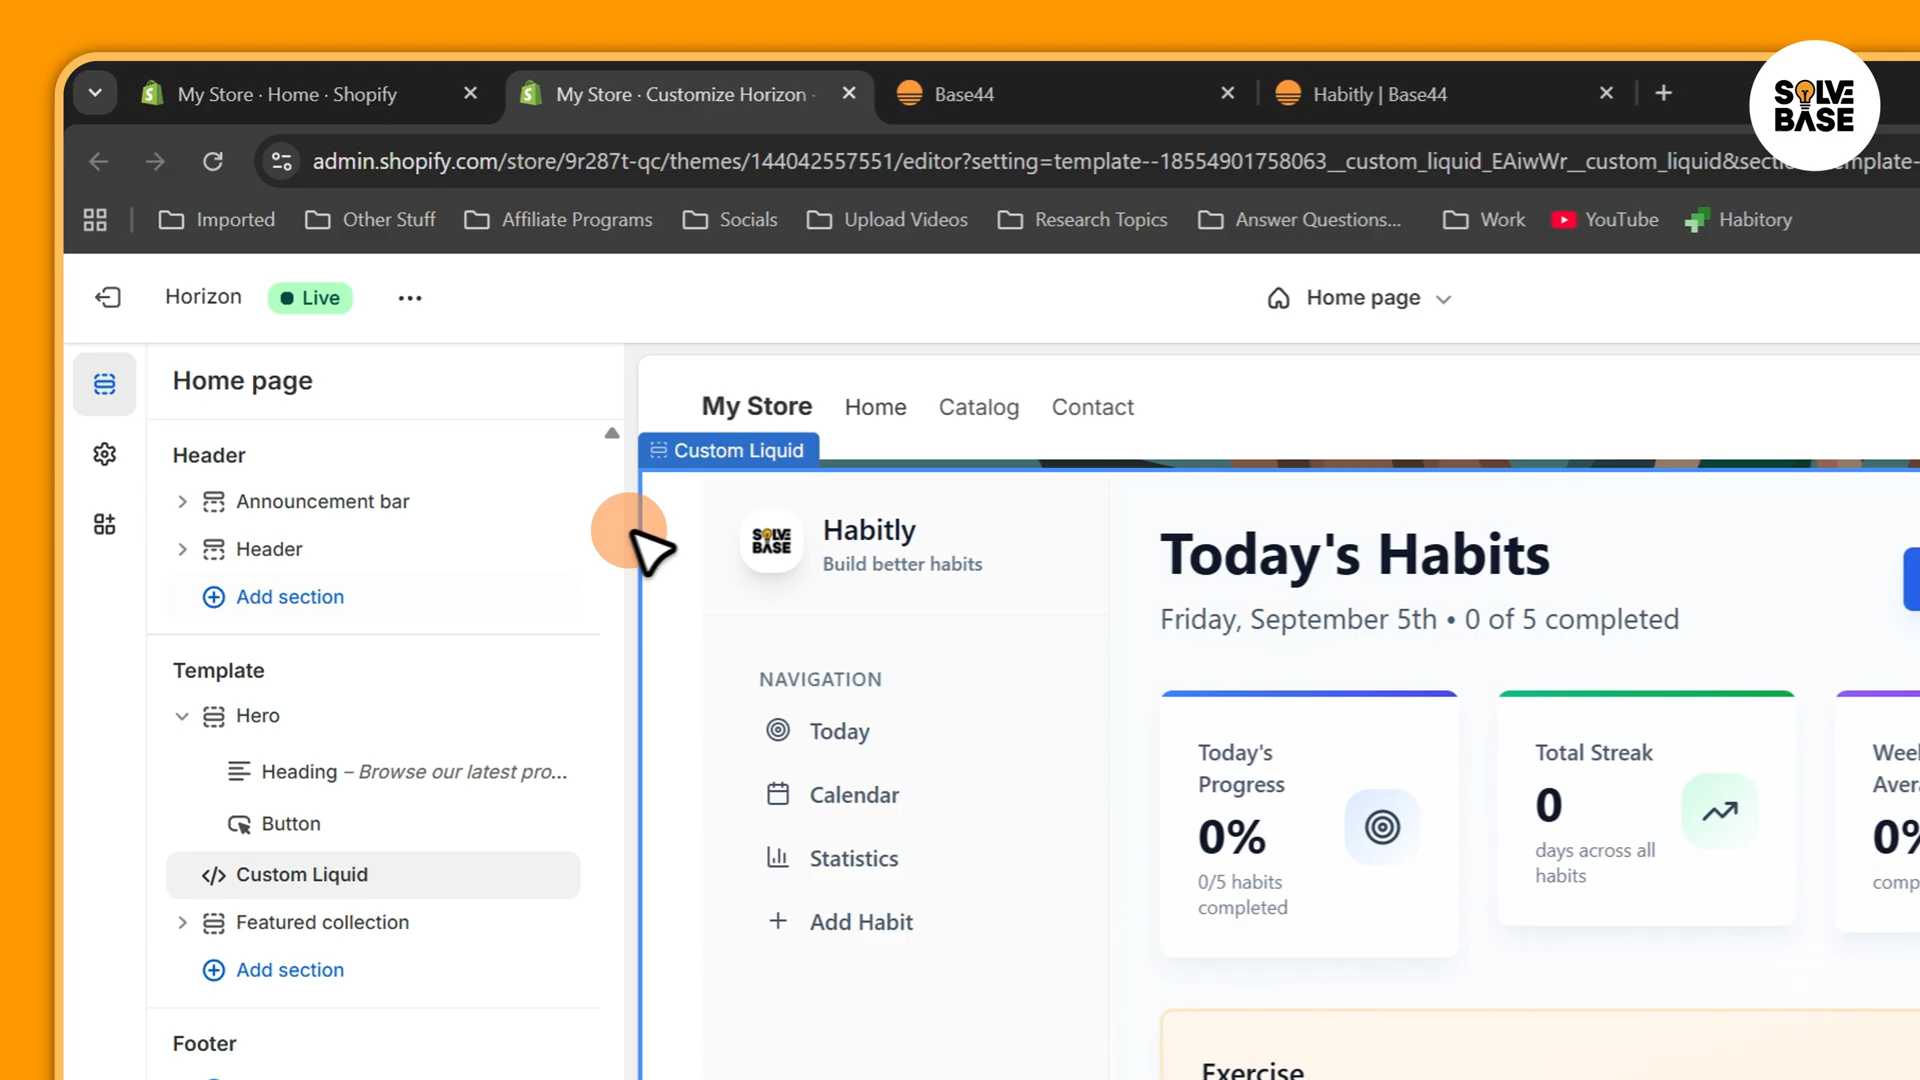 My Store · Home · Shopify
My Store · Customize Horizon ·
Base44
Habitly | Base44
SOLVE
BASE
admin.shopify.com/store/9r287t-qc/themes/144042557551/editor?setting=template--18554901758063__custom_liquid_EAiwWr__custom_liquid&secti
mplate-
Imported
Other Stuff
Affiliate Programs
Socials
Upload Videos
Research Topics
Answer Questions...
Work
YouTube
Habitory
Horizon
Live
Home page
Home page
Header
Announcement bar
Header
Add section
Template
Hero
Heading – Browse our latest pro...
Button
Custom Liquid
Featured collection
Add section
Footer
My Store
Home
Catalog
Contact
Custom Liquid
SOLVE
BASE
Habitly
Build better habits
NAVIGATION
Today
Calendar
Statistics
Add Habit
Today's Habits
Friday, September 5th • 0 of 5 completed
Today's
Progress
0%
0/5 habits
completed
Total Streak
0
days across all
habits
Week
Avera
0%
comp
Exercise